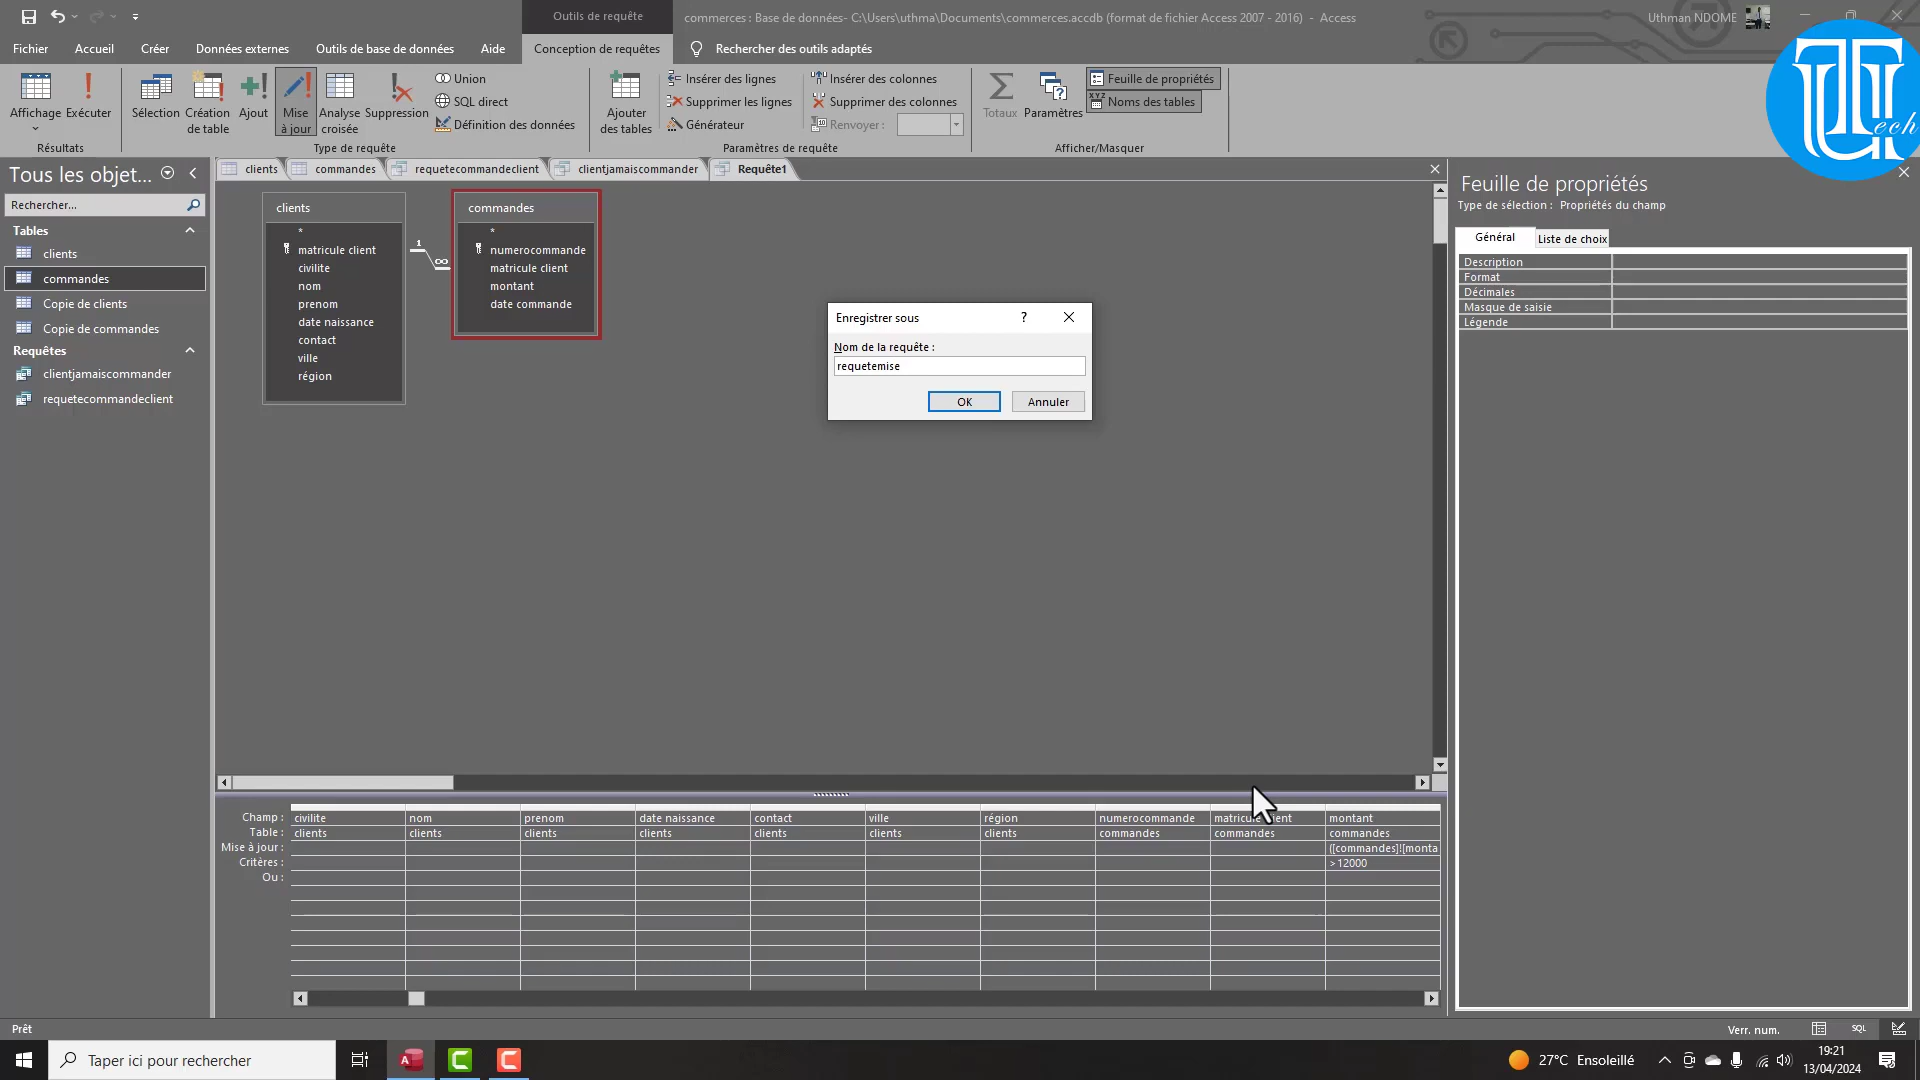 Outils de requête
commerces : Base de données- C:\Users\uthma\Documents\commerces.accdb (format de fichier Access 2007 - 2016) - Access
Uthman NDOME
Fichier
Accueil
Créer
Données externes
Outils de base de données
Aide
Conception de requêtes
Rechercher des outils adaptés
Affichage
Exécuter
Résultats
Sélection
Création
de table
Ajout
Mise
à jour
Analyse
croisée
Suppression
Union
SQL direct
Définition des données
Type de requête
Ajouter
des tables
Insérer des lignes
Supprimer les lignes
Générateur
Insérer des colonnes
Supprimer des colonnes
Renvoyer :
Paramètres de requête
Totaux
Paramètres
Feuille de propriétés
Noms des tables
Afficher/Masquer
UTech
Tous les objet...
Rechercher...
Tables
clients
commandes
Copie de clients
Copie de commandes
Requêtes
clientjamaiscommander
requetecommandeclient
clients
commandes
requetecommandeclient
clientjamaiscommander
Requête1
clients
*
matricule client
civilite
nom
prenom
date naissance
contact
ville
région
1
∞
commandes
*
numerocommande
matricule client
montant
date commande
Enregistrer sous
?
Nom de la requête :
requetemise
OK
Annuler
Feuille de propriétés
Type de sélection : Propriétés du champ
Général
Liste de choix
Description
Format
Décimales
Masque de saisie
Légende
Champ : civilite nom prenom date naissance contact ville région numerocommande montant
Table : clients clients clients clients clients clients clients commandes commandes commandes
Mise à jour : ([commandes]![monta
Critères : >12000
Ou :
Prêt
Verr. num.
SQL
Taper ici pour rechercher
27°C Ensoleillé
19:21
13/04/2024